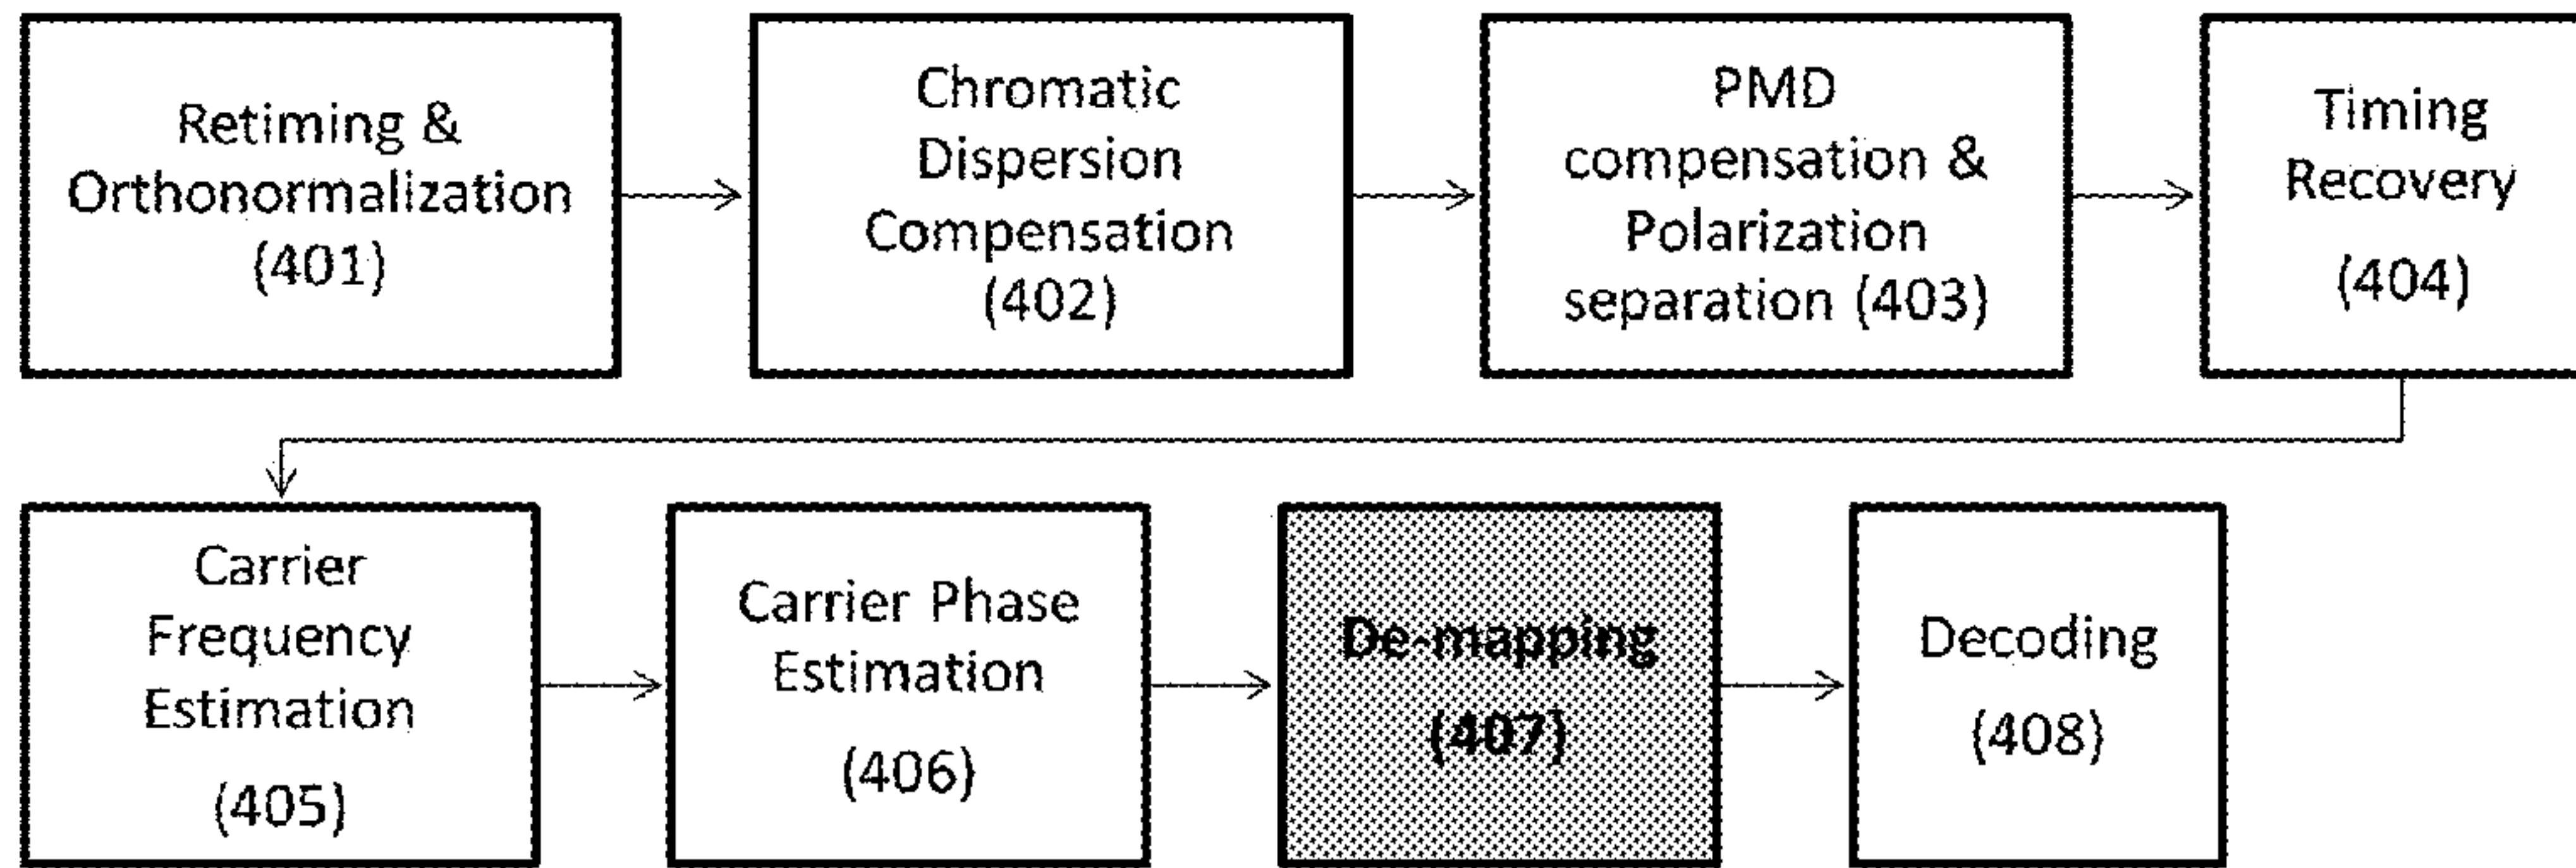 Retiming &
Orthonormalization
(401)
Chromatic
Dispersion
Compensation
(402)
PMD
compensation &
Polarization
separation (403)
Timing
Recovery
(404)
Carrier
Frequency
Estimation
(405)
Carrier Phase
Estimation
(406)
De-mapping
(407)
Decoding
(408)